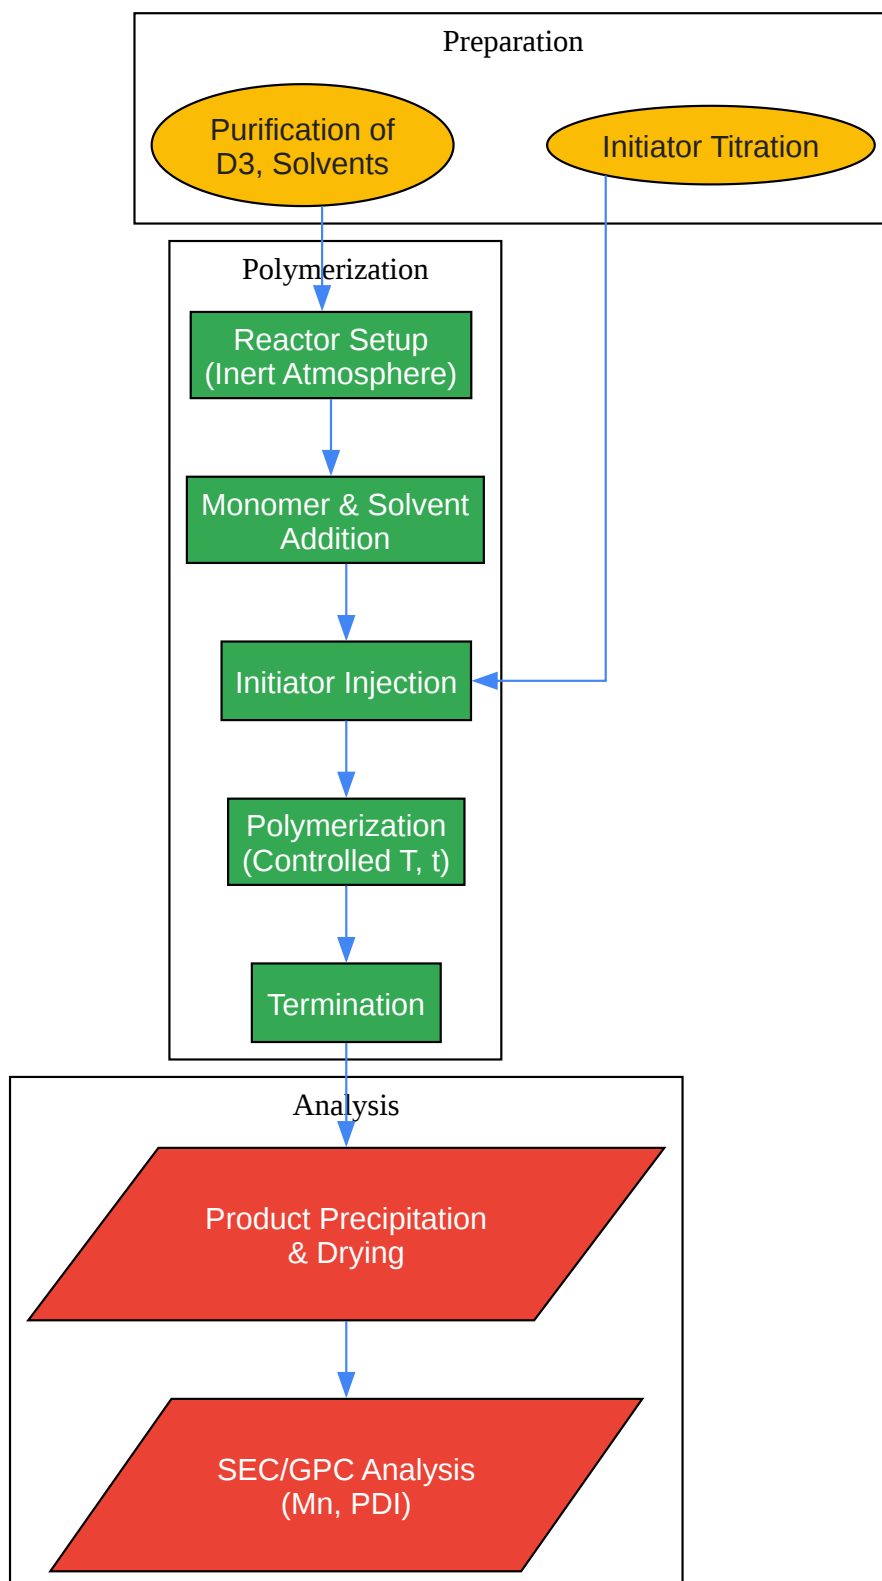 Preparation
Purification of
D3, Solvents
Initiator Titration
Polymerization
Reactor Setup
(Inert Atmosphere)
Monomer & Solvent
Addition
Initiator Injection
Polymerization
(Controlled T, t)
Termination
Analysis
Product Precipitation
& Drying
SEC/GPC Analysis
(Mn, PDI)